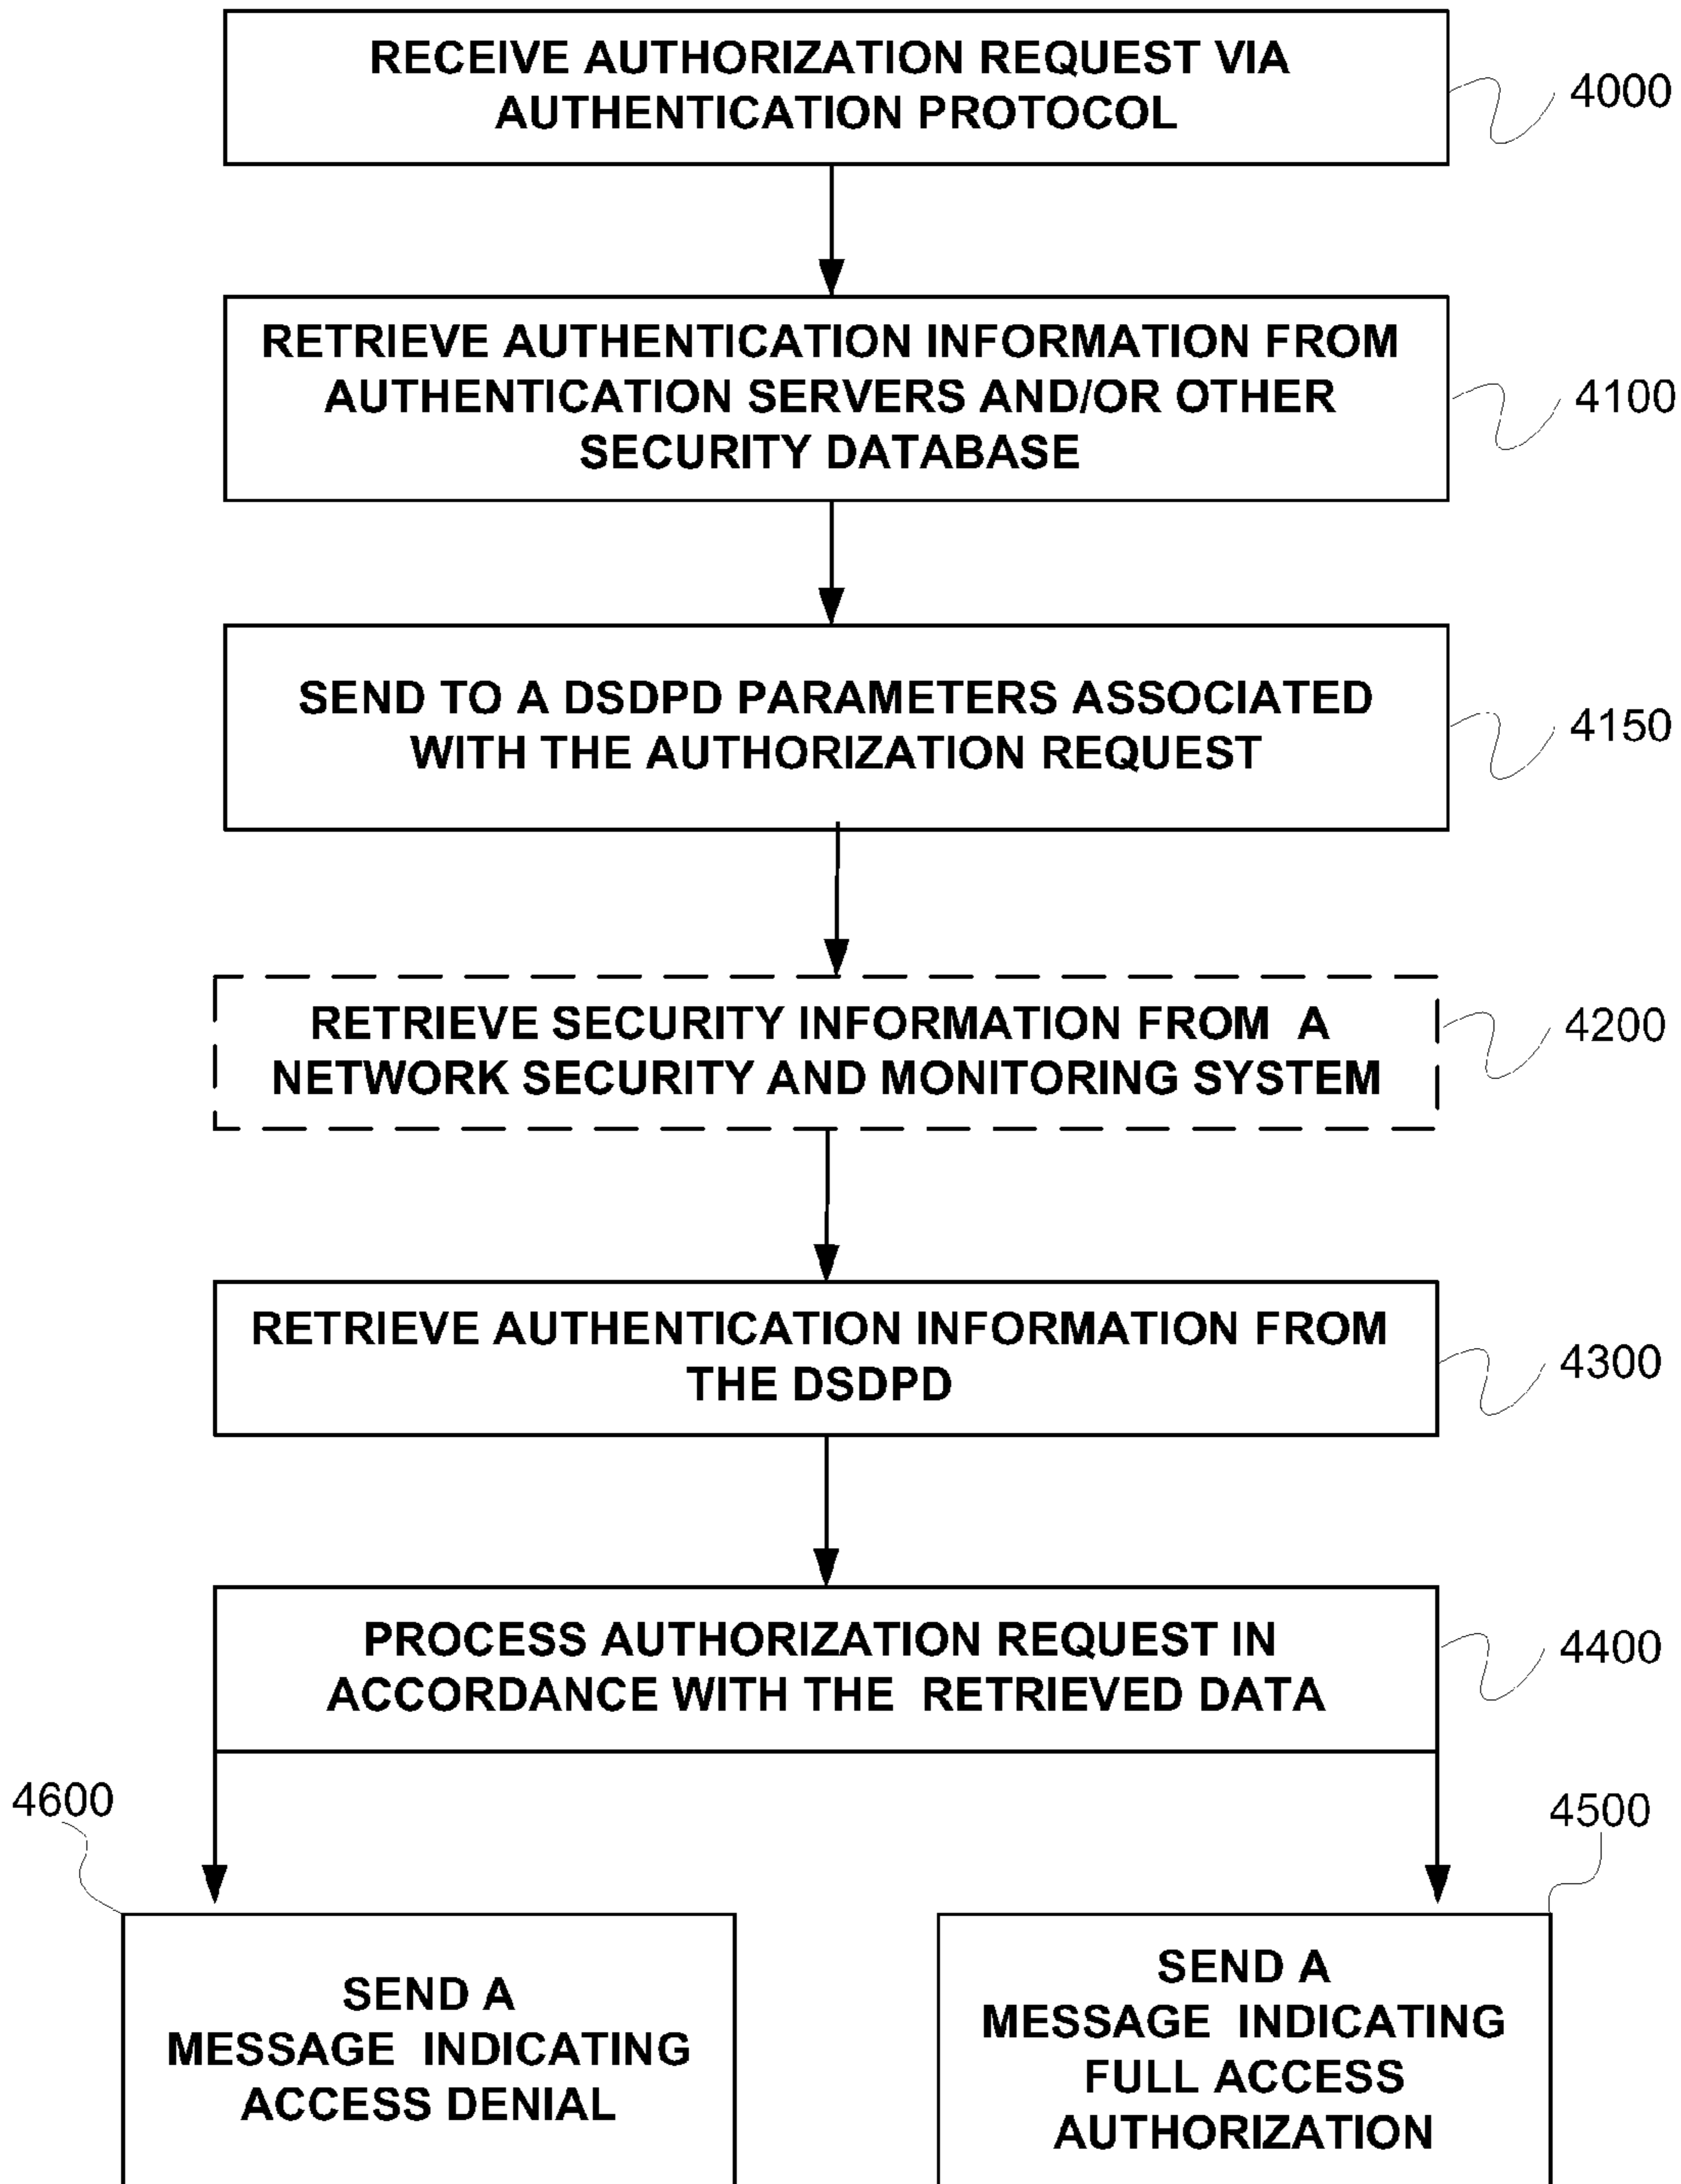 RECEIVE AUTHORIZATION REQUEST VIA
AUTHENTICATION PROTOCOL
4000
RETRIEVE AUTHENTICATION INFORMATION FROM
AUTHENTICATION SERVERS AND/OR OTHER
SECURITY DATABASE
4100
SEND TO A DSDPD PARAMETERS ASSOCIATED
WITH THE AUTHORIZATION REQUEST
4150
RETRIEVE SECURITY INFORMATION FROM A
NETWORK SECURITY AND MONITORING SYSTEM
4200
RETRIEVE AUTHENTICATION INFORMATION FROM
THE DSDPD
4300
PROCESS AUTHORIZATION REQUEST IN
ACCORDANCE WITH THE RETRIEVED DATA
4400
4600
SEND A
MESSAGE INDICATING
ACCESS DENIAL
4500
SEND A
MESSAGE INDICATING
FULL ACCESS
AUTHORIZATION